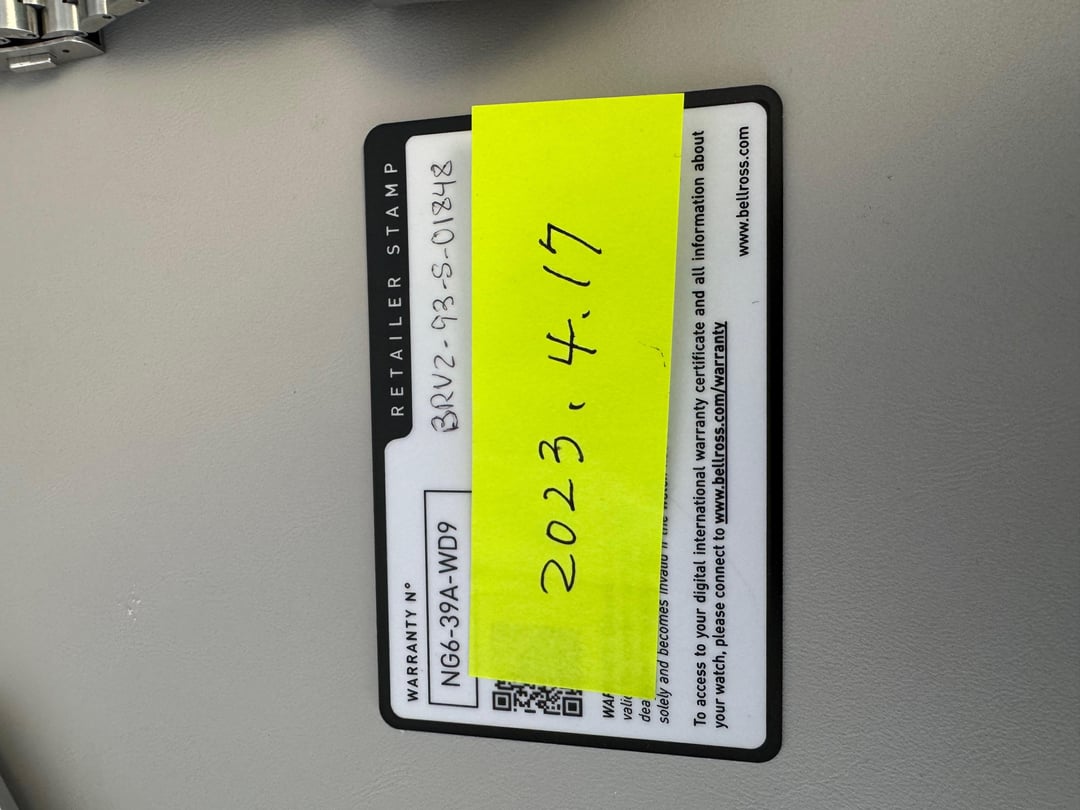 RETAILER STAMP
WARRANTY N°
BRV2-93-S-01848
NG6-39A-WD9
2023.4.17
solely and becomes invalid if the
To access to your digital international warranty certificate and all information about
your watch, please connect to www.bellross.com/warranty
www.bellross.com